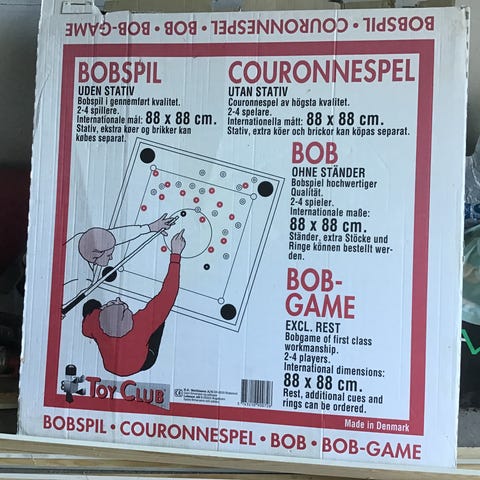 BOBSPIL • COURONNESPEL • BOB • BOB-GAME
BOBSPIL
UDEN STATIV
Bobspil i gennemført kvalitet.
2-4 spillere.
Internationale mål: 88 x 88 cm.
Stativ, ekstra køer og brikker kan
købes separat.
COURONNESPEL
UTAN STATIV
Couronnespel av högsta kvalitet.
2-4 spelare.
Internationella mått: 88 x 88 cm.
Stativ, extra köer och brickor kan köpas separat.
BOB
OHNE STÄNDER
Bobspiel hochwertiger
Qualität.
2-4 spieler.
Internationale maße:
88 x 88 cm.
Ständer, extra Stöcke und
Ringe können bestellt wer-
den.
BOB-
GAME
EXCL. REST
Bobgame of first class
workmanship.
2-4 players.
International dimensions:
88 x 88 cm.
Rest, additional cues and
rings can be ordered.
TOY CLUB
Made in Denmark
BOBSPIL • COURONNESPEL • BOB • BOB-GAME